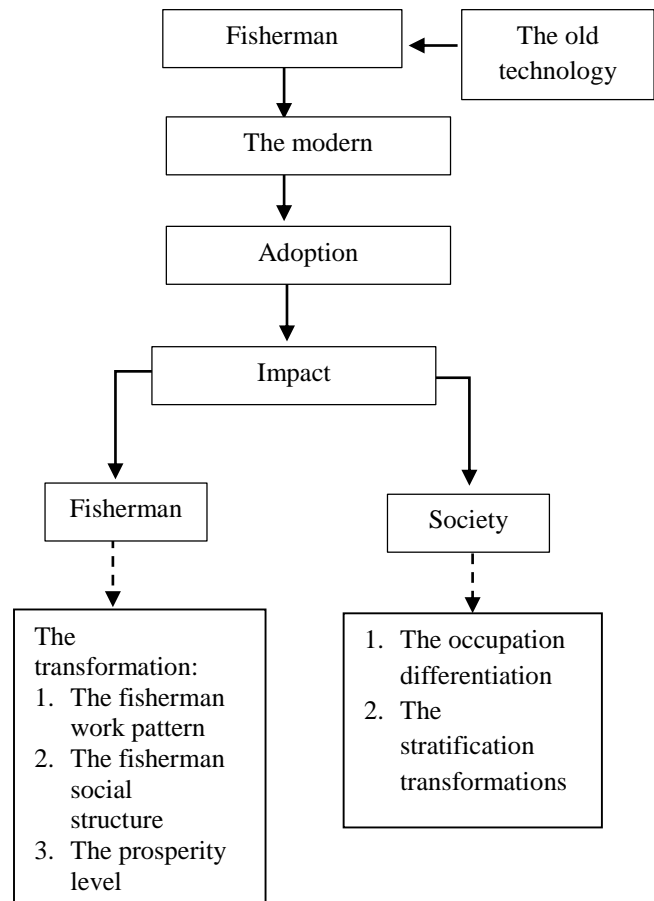 Fisherman
The old
technology
The modern
Adoption
Impact
Fisherman
Society
The
transformation:
1. The fisherman
work pattern
2. The fisherman
social
structure
3. The prosperity
level
1. The occupation
differentiation
2. The
stratification
transformations